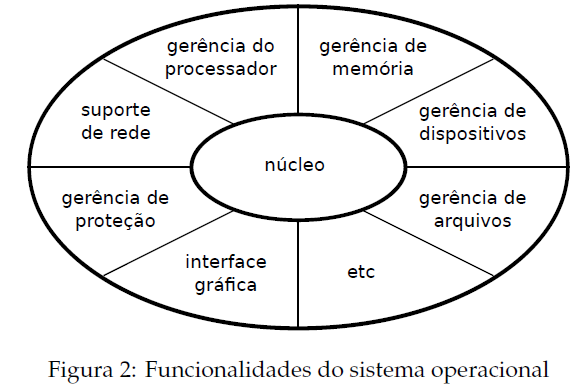 gerência do
processador
gerência de
memória
suporte
de rede
gerência de
dispositivos
núcleo
gerência de
proteção
gerência de
arquivos
interface
gráfica
etc
Figura 2: Funcionalidades do sistema operacional